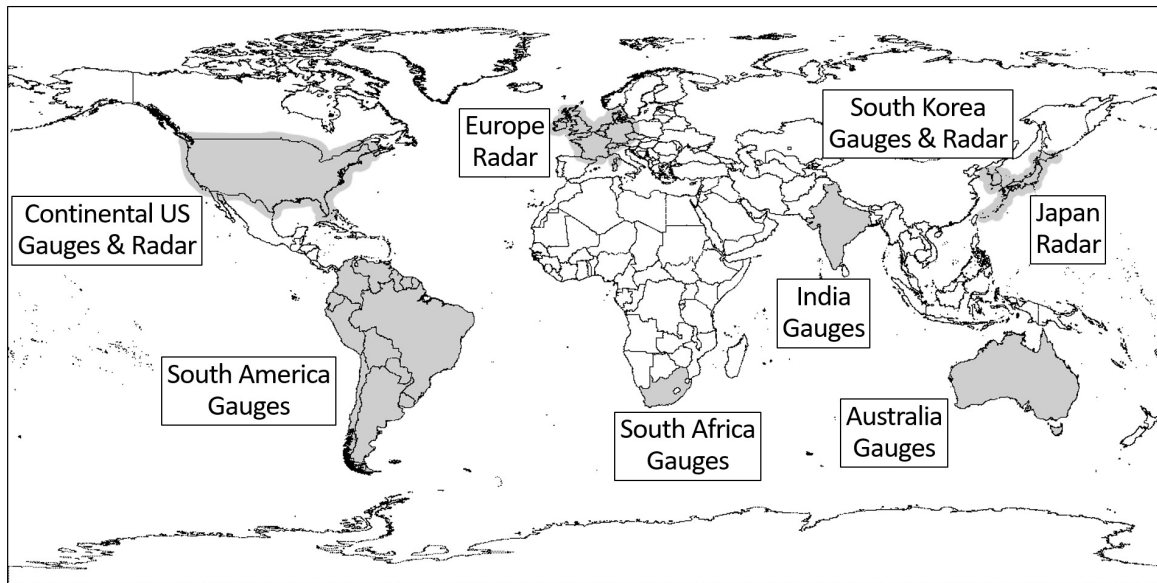 Europe
Radar
South Korea
Gauges & Radar
Continental US
Gauges & Radar
Japan
Radar
India
Gauges
South America
Gauges
South Africa
Gauges
Australia
Gauges